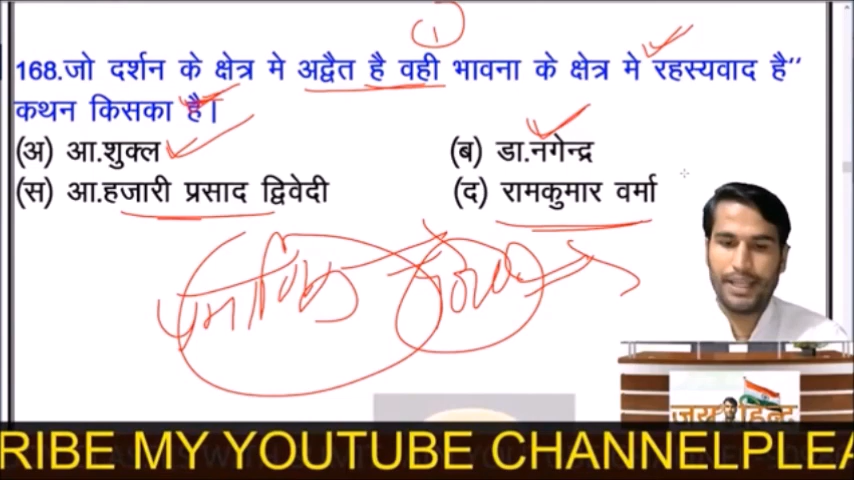 168.जो दर्शन के क्षेत्र मे अद्वैत है वही भावना के क्षेत्र मे रहस्यवाद है”
कथन किसका है।
(अ) आ.शुक्ल (ब) डा.नगेन्द्र
(स) आ.हजारी प्रसाद द्विवेदी (द) रामकुमार वर्मा
जय हिन्द
RIBE MY YOUTUBE CHANNELPLEA